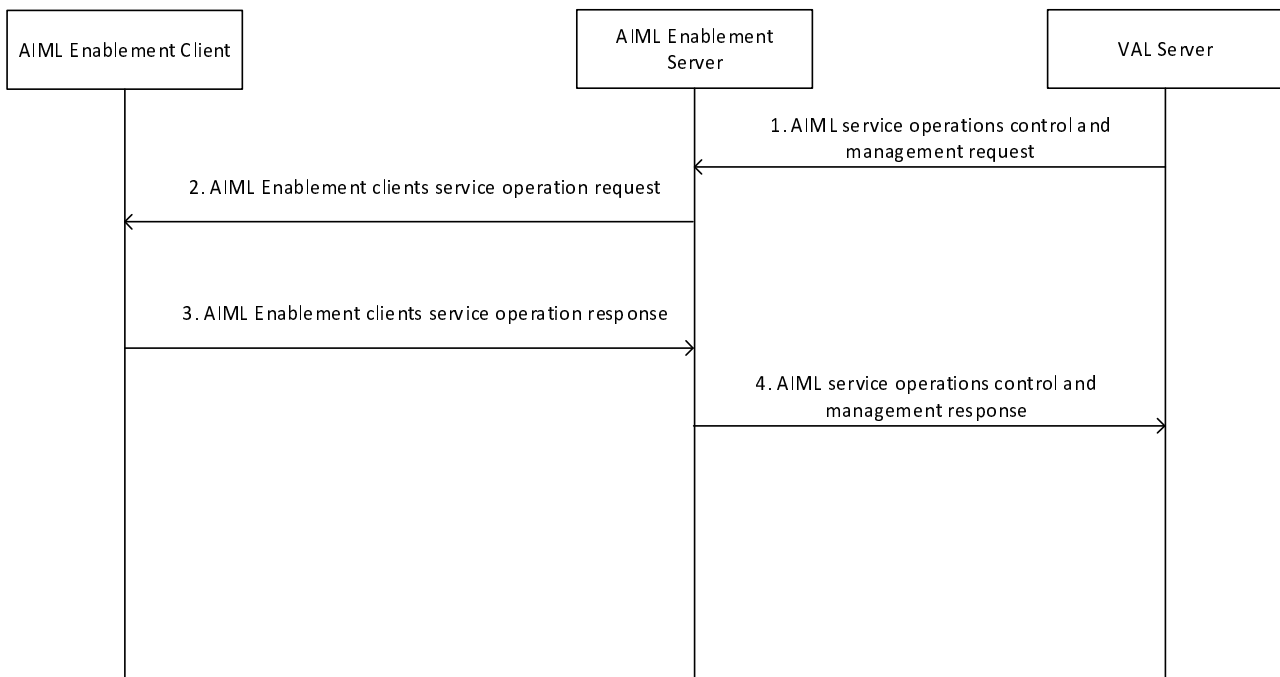 AIML Enablement Client
AIML Enablement
Server
VAL Server
1. AIML service operations control and
management request
2. AIML Enablement clients service operation request
3. AIML Enablement clients service operation response
4. AIML service operations control and
management response